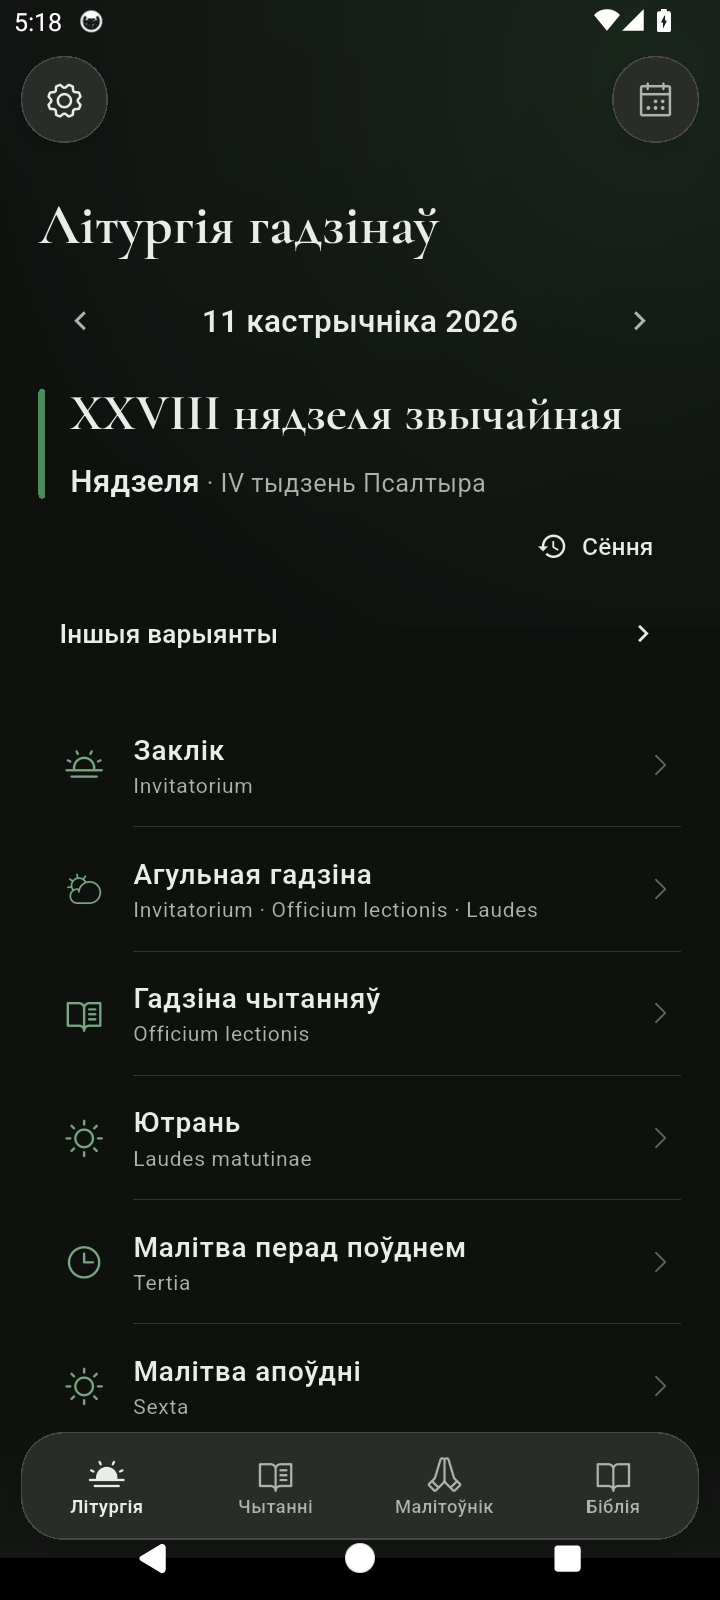 5:18
Літургія гадзінаў
11 кастрычніка 2026
XXVIII нядзеля звычайная
Нядзеля · IV тыдзень Псалтыра
Сёння
Іншыя варыянты
Заклік
Invitatorium
Агульная гадзіна
Invitatorium · Officium lectionis · Laudes
Гадзіна чытанняў
Officium lectionis
Ютрань
Laudes matutinae
Малітва перад поўднем
Tertia
Малітва апоўдні
Sexta
Літургія
Чытанні
Малітоўнік
Біблія